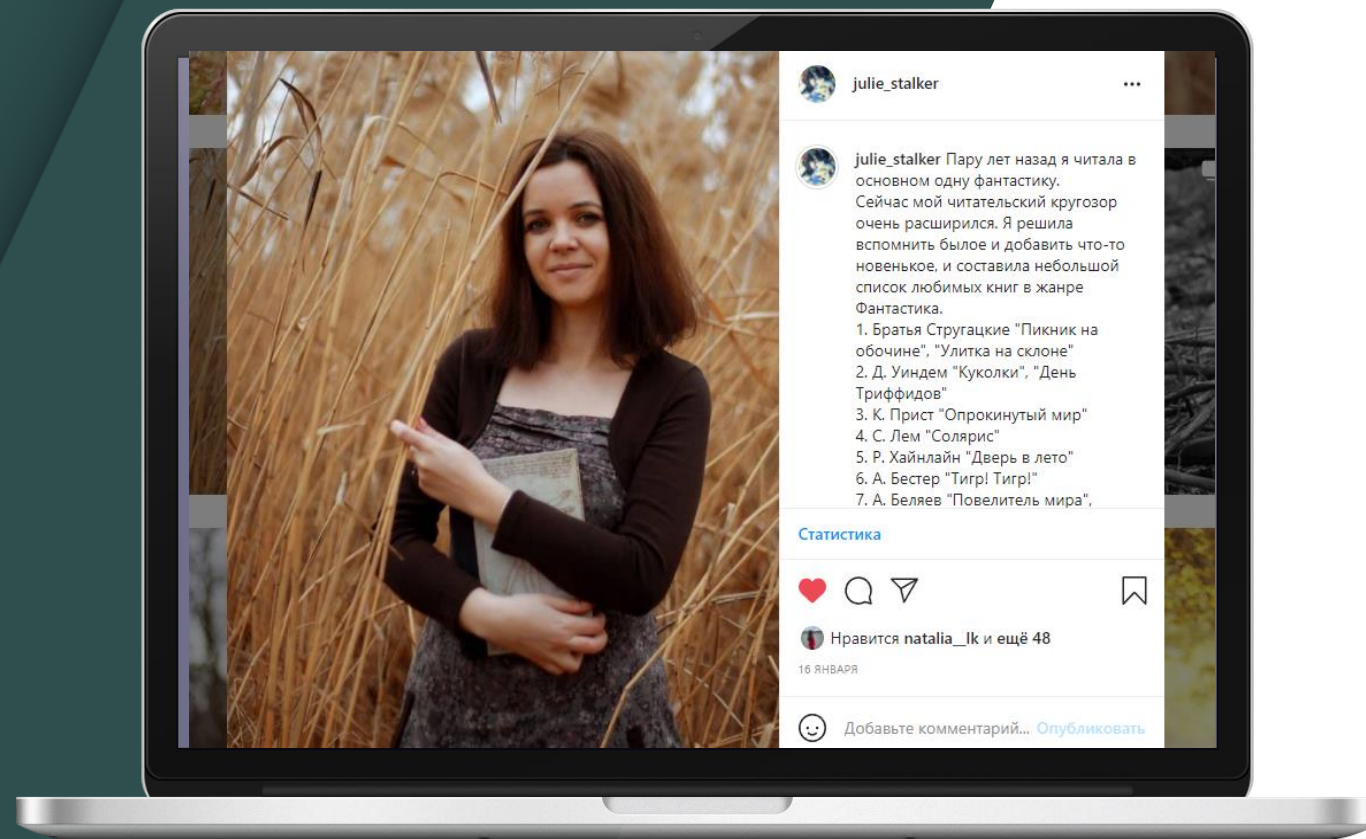 julie_stalker
julie_stalker Пару лет назад я читала в
основном одну фантастику.
Сейчас мой читательский кругозор
очень расширился. Я решила
вспомнить былое и добавить что-то
новенькое, и составила небольшой
список любимых книг в жанре
Фантастика.
1. Братья Стругацкие "Пикник на
обочине", "Улитка на склоне"
2. Д. Уиндем "Куколки", "День
Триффидов"
3. К. Прист "Опрокинутый мир"
4. С. Лем "Солярис"
5. Р. Хайнлайн "Дверь в лето"
6. А. Бестер "Тигр! Тигр!"
7. А. Беляев "Повелитель мира",
Статистика
Нравится natalia__lk и ещё 48
16 ЯНВАРЯ
Добавьте комментарий... Опубликовать